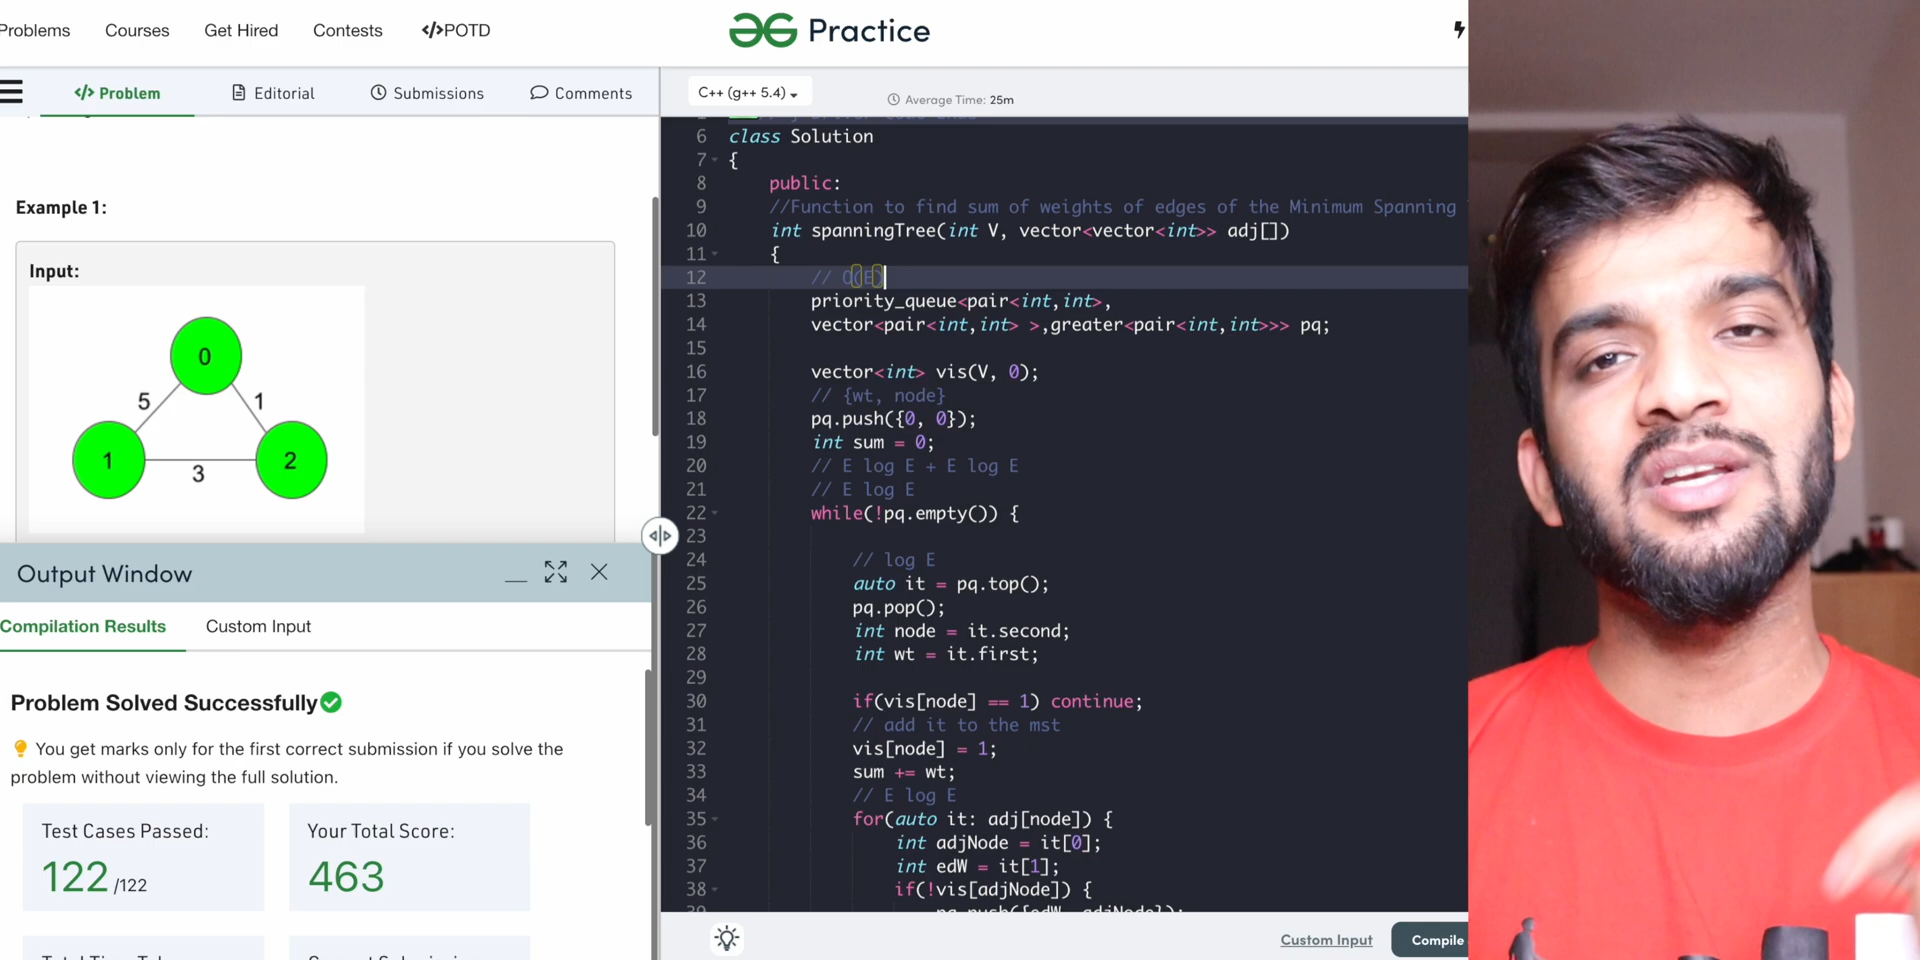 Problems Courses Get Hired Contests </>POTD
Practice
</> Problem Editorial Submissions Comments
Example 1:
Input:
0
5 1
1 2
3
Output Window
Compilation Results Custom Input
Problem Solved Successfully
You get marks only for the first correct submission if you solve the
problem without viewing the full solution.
Test Cases Passed: Your Total Score:
122 /122 463
C++ (g++ 5.4) Average Time: 25m
6 class Solution
7 {
8 public:
9 //Function to find sum of weights of edges of the Minimum Spanning
10 int spanningTree(int V, vector<vector<int>> adj[])
11 {
12 // O(E)
13 priority_queue<pair<int,int>,
14 vector<pair<int,int> >,greater<pair<int,int>>> pq;
15
16 vector<int> vis(V, 0);
17 // {wt, node}
18 pq.push({0, 0});
19 int sum = 0;
20 // E log E + E log E
21 // E log E
22 while(!pq.empty()) {
23
24 // log E
25 auto it = pq.top();
26 pq.pop();
27 int node = it.second;
28 int wt = it.first;
29
30 if(vis[node] == 1) continue;
31 // add it to the mst
32 vis[node] = 1;
33 sum += wt;
34 // E log E
35 for(auto it: adj[node]) {
36 int adjNode = it[0];
37 int edW = it[1];
38 if(!vis[adjNode]) {
39 pq.push({edW, adjNode});
Custom Input Compile